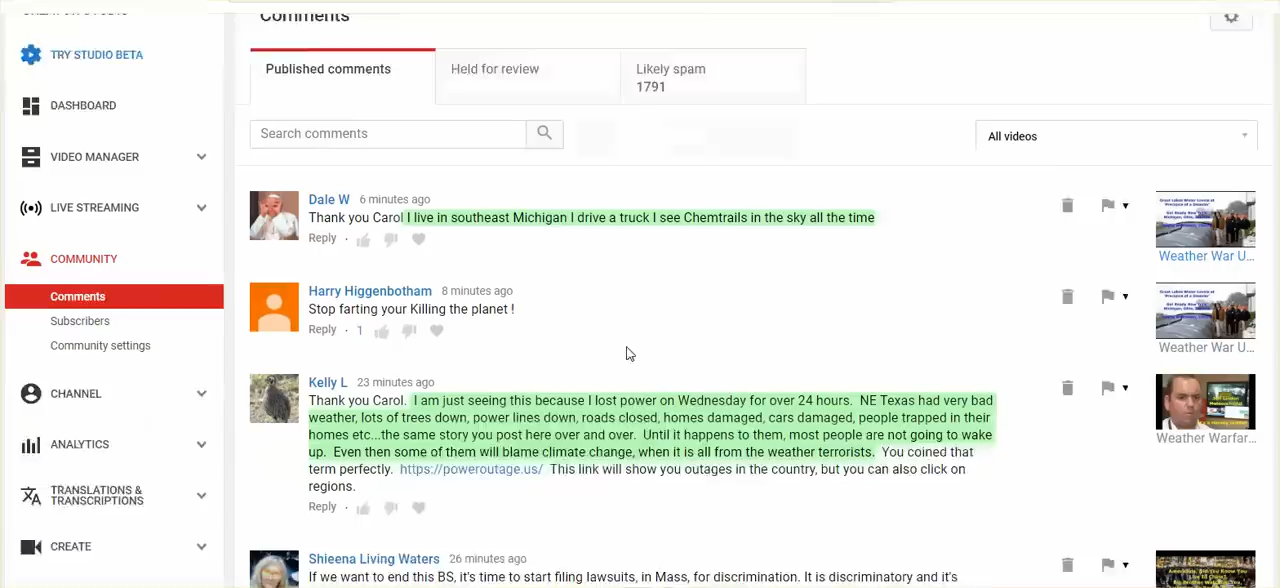 Comments
TRY STUDIO BETA
DASHBOARD
VIDEO MANAGER
LIVE STREAMING
COMMUNITY
Comments
Subscribers
Community settings
CHANNEL
ANALYTICS
TRANSLATIONS &
TRANSCRIPTIONS
CREATE
Published comments
Held for review
Likely spam
1791
Search comments
All videos
Dale W 6 minutes ago
Thank you Carol I live in southeast Michigan I drive a truck I see Chemtrails in the sky all the time
Reply ·
Weather War U...
Harry Higgenbotham 8 minutes ago
Stop farting your Killing the planet !
Reply · 1
Weather War U...
Kelly L 23 minutes ago
Thank you Carol. I am just seeing this because I lost power on Wednesday for over 24 hours. NE Texas had very bad
weather, lots of trees down, power lines down, roads closed, homes damaged, cars damaged, people trapped in their
homes etc...the same story you post here over and over. Until it happens to them, most people are not going to wake
up. Even then some of them will blame climate change, when it is all from the weather terrorists. You coined that
term perfectly. https://poweroutage.us/ This link will show you outages in the country, but you can also click on
regions.
Reply ·
Weather Warfar...
Shieena Living Waters 26 minutes ago
If we want to end this BS, it's time to start filing lawsuits, in Mass, for discrimination. It is discriminatory and it's